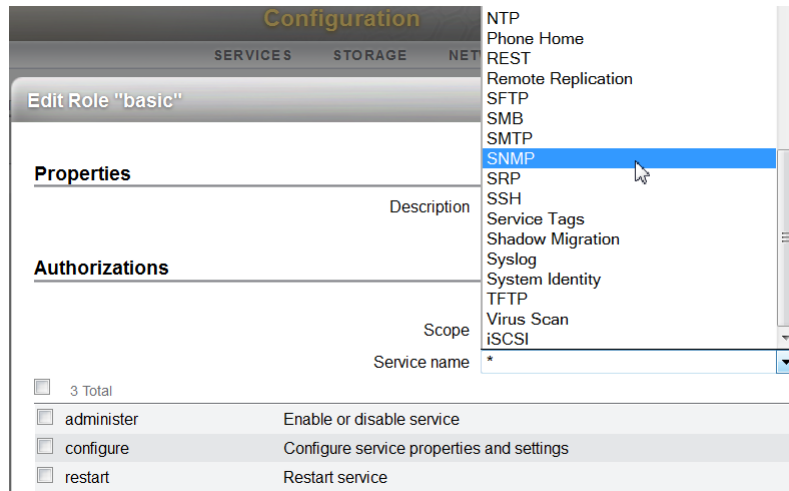 Configuration
SERVICES STORAGE NET
Edit Role "basic"
Properties
Description
Authorizations
Scope
NTP
Phone Home
REST
Remote Replication
SFTP
SMB
SMTP
SNMP
SRP
SSH
Service Tags
Shadow Migration
Syslog
System Identity
TFTP
Virus Scan
iSCSI
Service name *
3 Total
administer Enable or disable service
configure Configure service properties and settings
restart Restart service